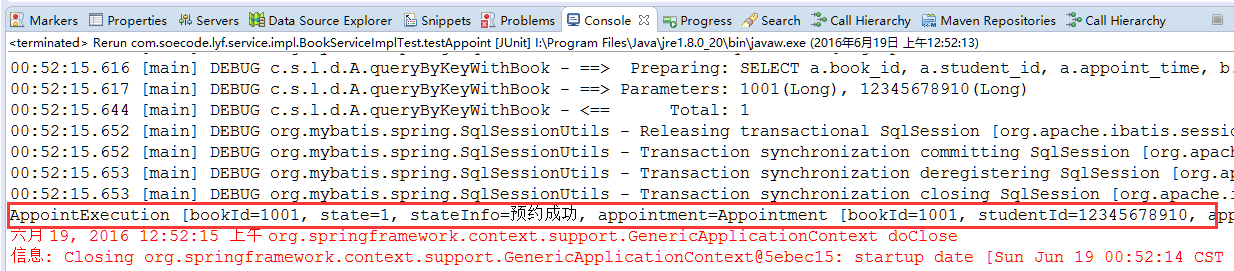 Markers Properties Servers Data Source Explorer Snippets Problems Console Progress Search Call Hierarchy Maven Repositories Call Hierarchy
<terminated> Rerun com.soecode.lyf.service.impl.BookServiceImplTest.testAppoint [JUnit] I:\Program Files\Java\jre1.8.0_20\bin\javaw.exe (2016年6月19日 上午12:52:13)
00:52:15.616 [main] DEBUG c.s.l.d.A.queryByKeyWithBook - ==>  Preparing: SELECT a.book_id, a.student_id, a.appoint_time, b.
00:52:15.617 [main] DEBUG c.s.l.d.A.queryByKeyWithBook - ==> Parameters: 1001(Long), 12345678910(Long)
00:52:15.644 [main] DEBUG c.s.l.d.A.queryByKeyWithBook - <==      Total: 1
00:52:15.652 [main] DEBUG org.mybatis.spring.SqlSessionUtils - Releasing transactional SqlSession [org.apache.ibatis.sessi
00:52:15.652 [main] DEBUG org.mybatis.spring.SqlSessionUtils - Transaction synchronization committing SqlSession [org.apac
00:52:15.653 [main] DEBUG org.mybatis.spring.SqlSessionUtils - Transaction synchronization deregistering SqlSession [org.a
00:52:15.653 [main] DEBUG org.mybatis.spring.SqlSessionUtils - Transaction synchronization closing SqlSession [org.apache.i
AppointExecution [bookId=1001, state=1, stateInfo=预约成功, appointment=Appointment [bookId=1001, studentId=12345678910, app
六月 19, 2016 12:52:15 上午 org.springframework.context.support.GenericApplicationContext doClose
信息: Closing org.springframework.context.support.GenericApplicationContext@5ebec15: startup date [Sun Jun 19 00:52:14 CST